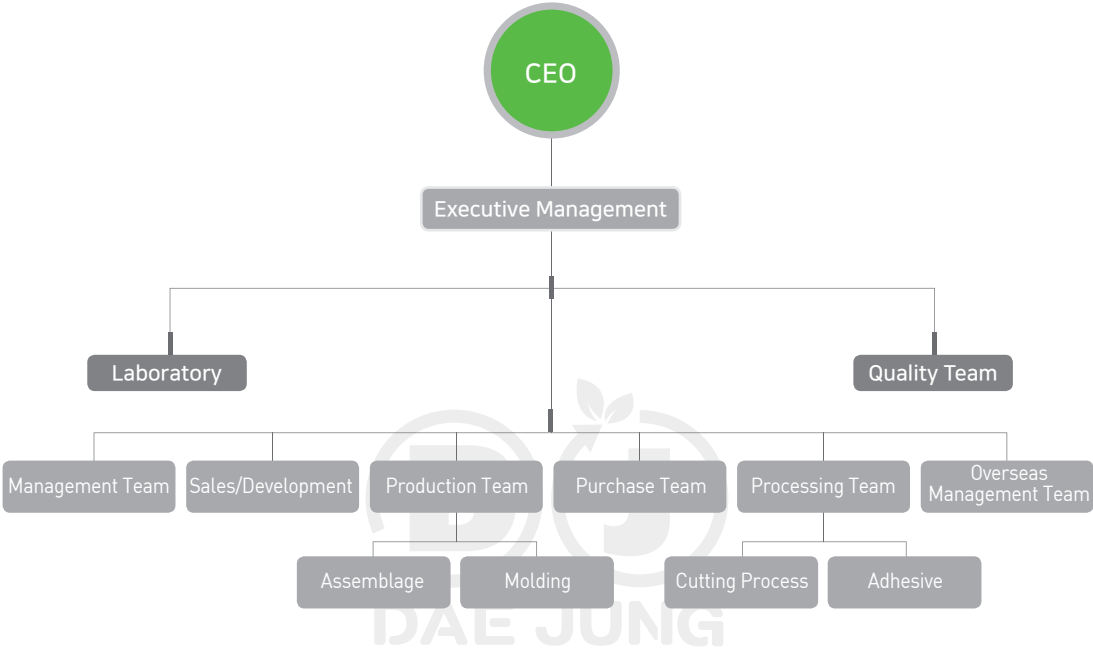 CEO
Executive Management
Laboratory
Quality Team
Management Team
Sales/Development
Production Team
Purchase Team
Processing Team
Overseas
Management Team
Assemblage
Molding
Cutting Process
Adhesive
DJ
DAE JUNG